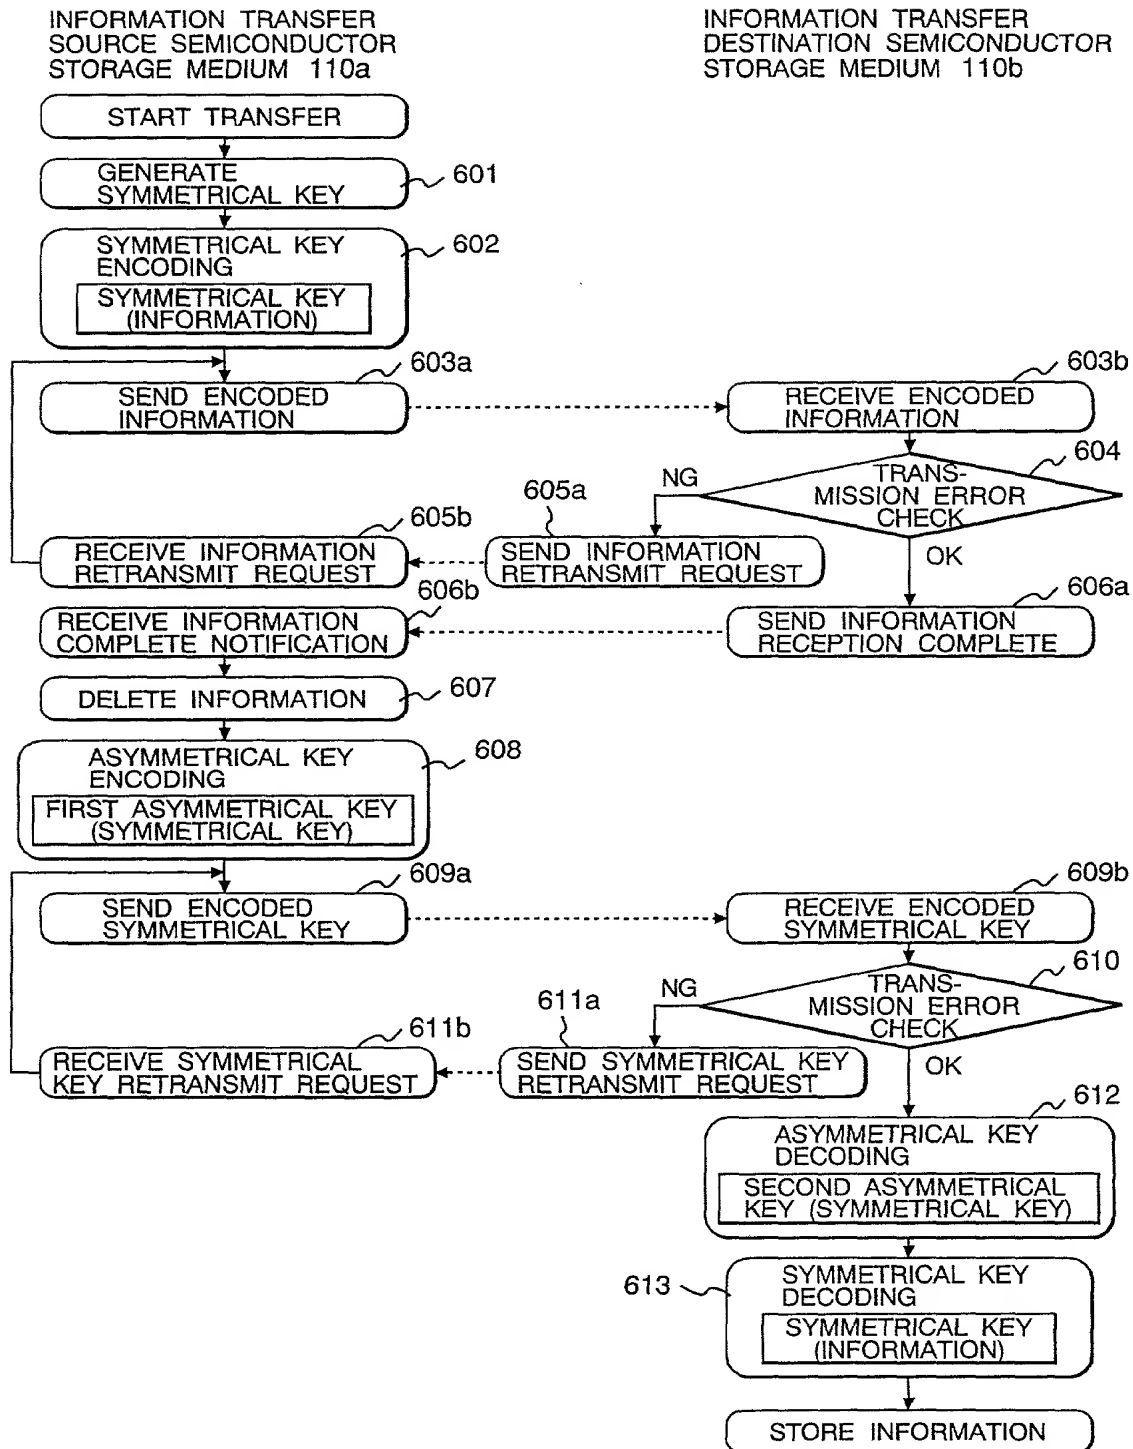 INFORMATION TRANSFER
SOURCE SEMICONDUCTOR
STORAGE MEDIUM 110a
INFORMATION TRANSFER
DESTINATION SEMICONDUCTOR
STORAGE MEDIUM 110b
START TRANSFER
GENERATE
SYMMETRICAL KEY
601
SYMMETRICAL KEY
ENCODING
602
SYMMETRICAL KEY
(INFORMATION)
603a
SEND ENCODED
INFORMATION
603b
RECEIVE ENCODED
INFORMATION
604
TRANS-
MISSION ERROR
CHECK
NG
OK
605a
SEND INFORMATION
RETRANSMIT REQUEST
605b
RECEIVE INFORMATION
RETRANSMIT REQUEST
606a
SEND INFORMATION
RECEPTION COMPLETE
606b
RECEIVE INFORMATION
COMPLETE NOTIFICATION
DELETE INFORMATION
607
ASYMMETRICAL KEY
ENCODING
608
FIRST ASYMMETRICAL KEY
(SYMMETRICAL KEY)
609a
SEND ENCODED
SYMMETRICAL KEY
609b
RECEIVE ENCODED
SYMMETRICAL KEY
610
TRANS-
MISSION ERROR
CHECK
NG
OK
611a
SEND SYMMETRICAL KEY
RETRANSMIT REQUEST
611b
RECEIVE SYMMETRICAL
KEY RETRANSMIT REQUEST
612
ASYMMETRICAL KEY
DECODING
SECOND ASYMMETRICAL
KEY (SYMMETRICAL KEY)
613
SYMMETRICAL KEY
DECODING
SYMMETRICAL KEY
(INFORMATION)
STORE INFORMATION